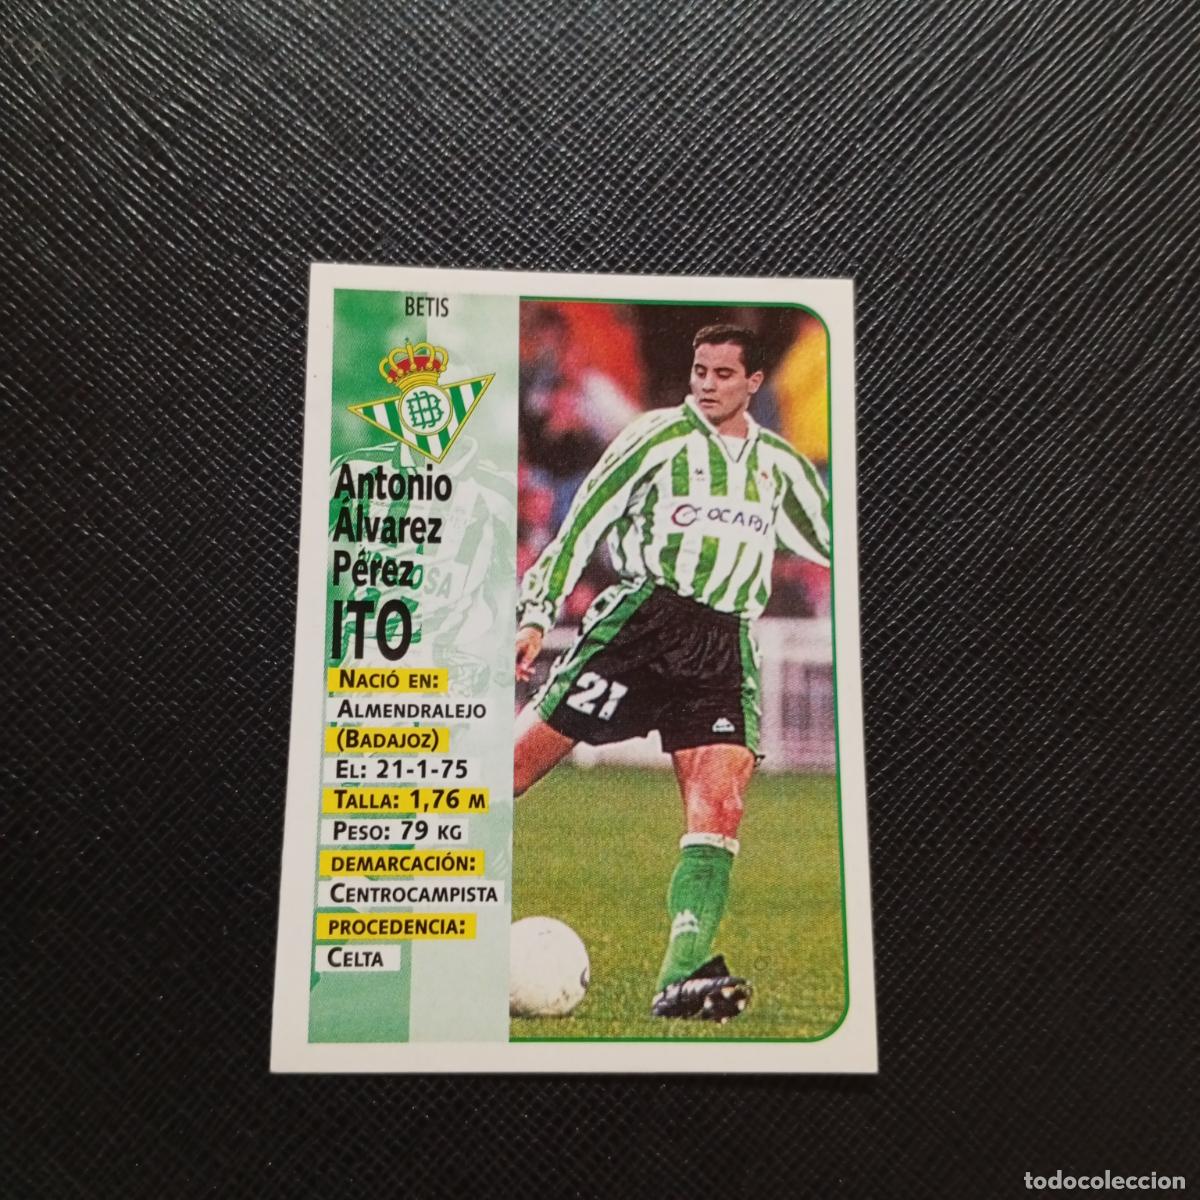 BETIS
Antonio
Álvarez
Pérez
ITO
NACIÓ EN:
ALMENDRALEJO
(BADAJOZ)
EL: 21-1-75
TALLA: 1,76 M
PESO: 79 KG
DEMARCACIÓN:
CENTROCAMPISTA
PROCEDENCIA:
CELTA
21
todocoleccion